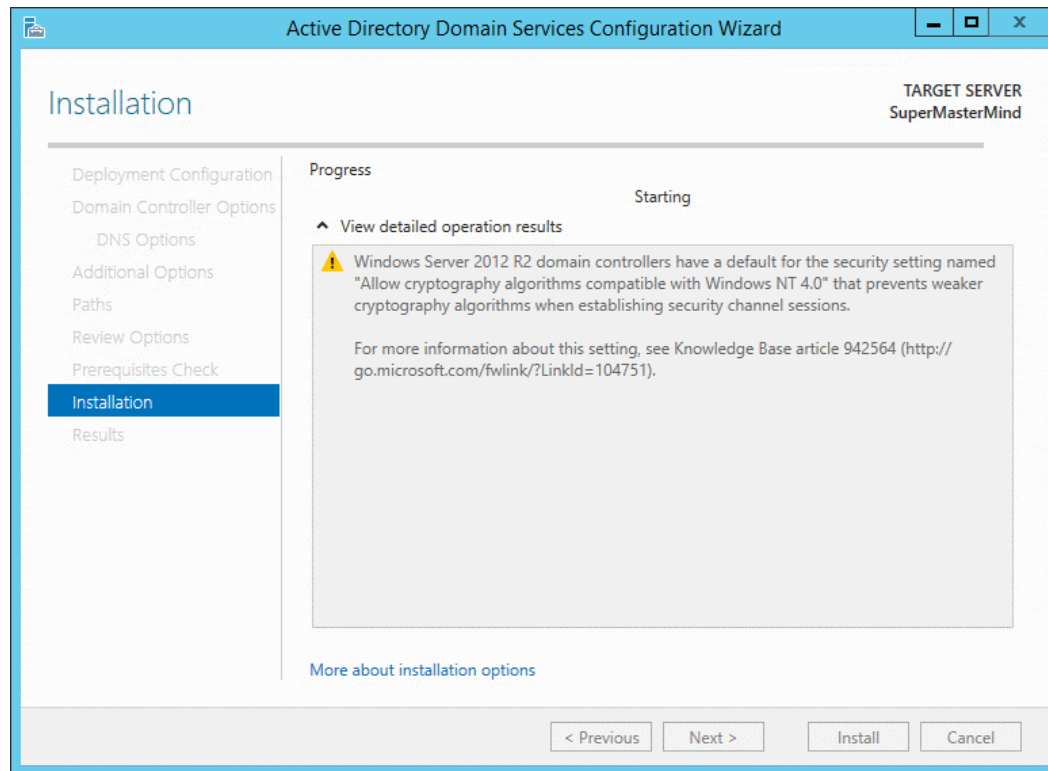 Active Directory Domain Services Configuration Wizard
Installation
TARGET SERVER
SuperMasterMind
Deployment Configuration
Domain Controller Options
DNS Options
Additional Options
Paths
Review Options
Prerequisites Check
Installation
Results
Progress
Starting
View detailed operation results
Windows Server 2012 R2 domain controllers have a default for the security setting named
"Allow cryptography algorithms compatible with Windows NT 4.0" that prevents weaker
cryptography algorithms when establishing security channel sessions.
For more information about this setting, see Knowledge Base article 942564 (http://
go.microsoft.com/fwlink/?LinkId=104751).
More about installation options
< Previous
Next >
Install
Cancel